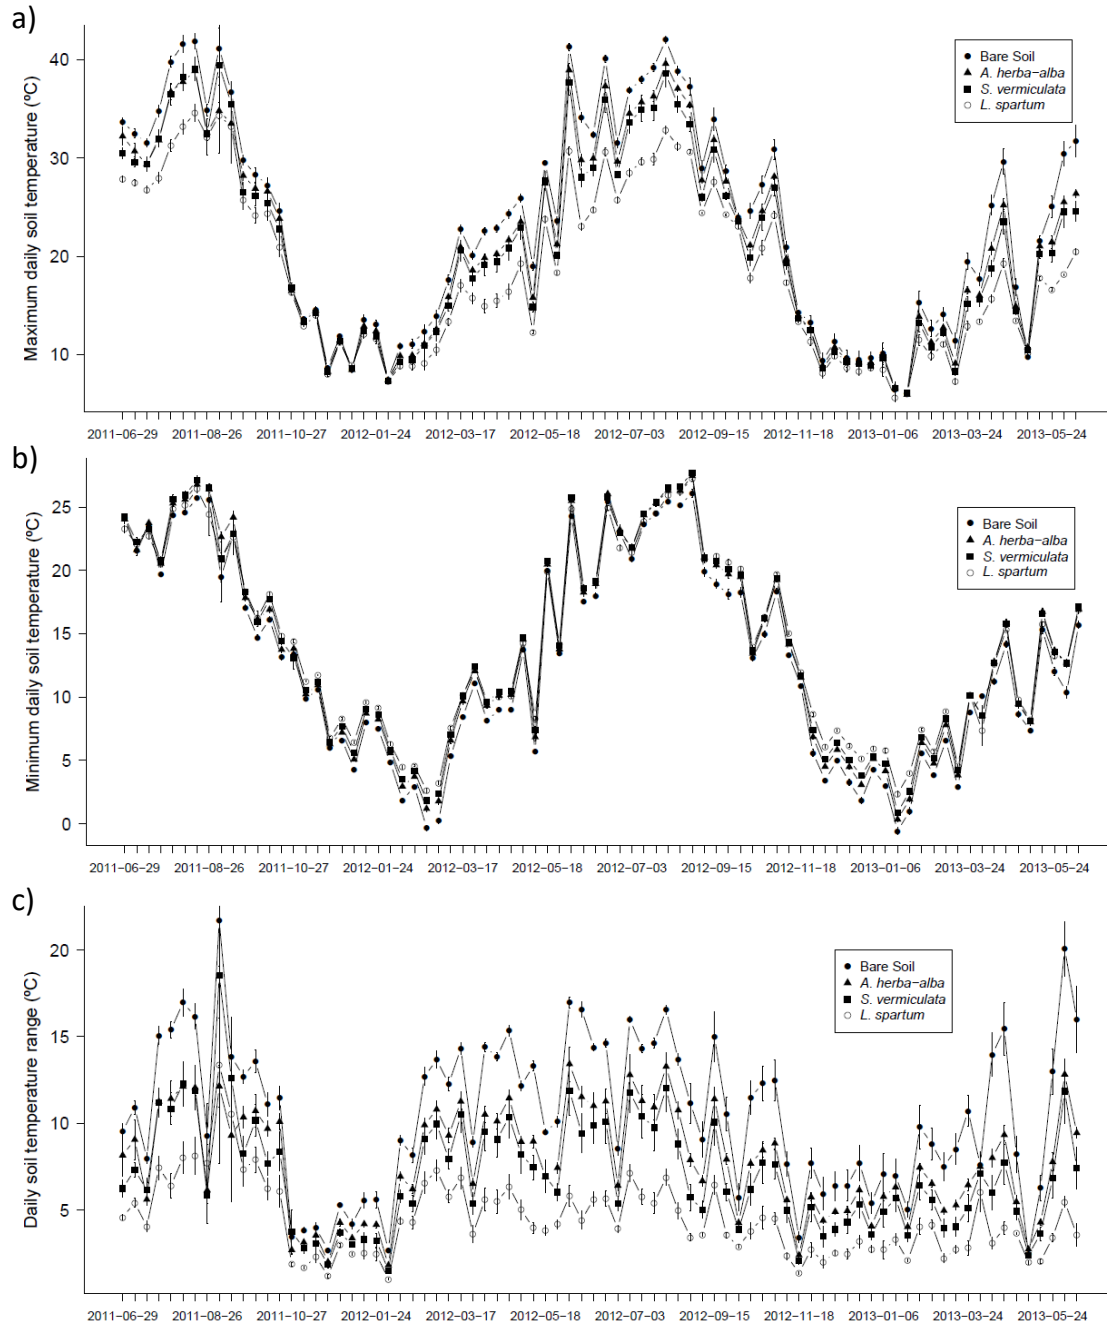 a)
Maximum daily soil temperature (ºC)
40
30
20
10
Bare Soil
A. herba−alba
S. vermiculata
L. spartum
2011−06−29 2011−08−26 2011−10−27 2012−01−24 2012−03−17 2012−05−18 2012−07−03 2012−09−15 2012−11−18 2013−01−06 2013−03−24 2013−05−24
b)
Minimum daily soil temperature (ºC)
25
20
15
10
5
0
Bare Soil
A. herba−alba
S. vermiculata
L. spartum
2011−06−29 2011−08−26 2011−10−27 2012−01−24 2012−03−17 2012−05−18 2012−07−03 2012−09−15 2012−11−18 2013−01−06 2013−03−24 2013−05−24
c)
Daily soil temperature range (ºC)
20
15
10
5
Bare Soil
A. herba−alba
S. vermiculata
L. spartum
2011−06−29 2011−08−26 2011−10−27 2012−01−24 2012−03−17 2012−05−18 2012−07−03 2012−09−15 2012−11−18 2013−01−06 2013−03−24 2013−05−24